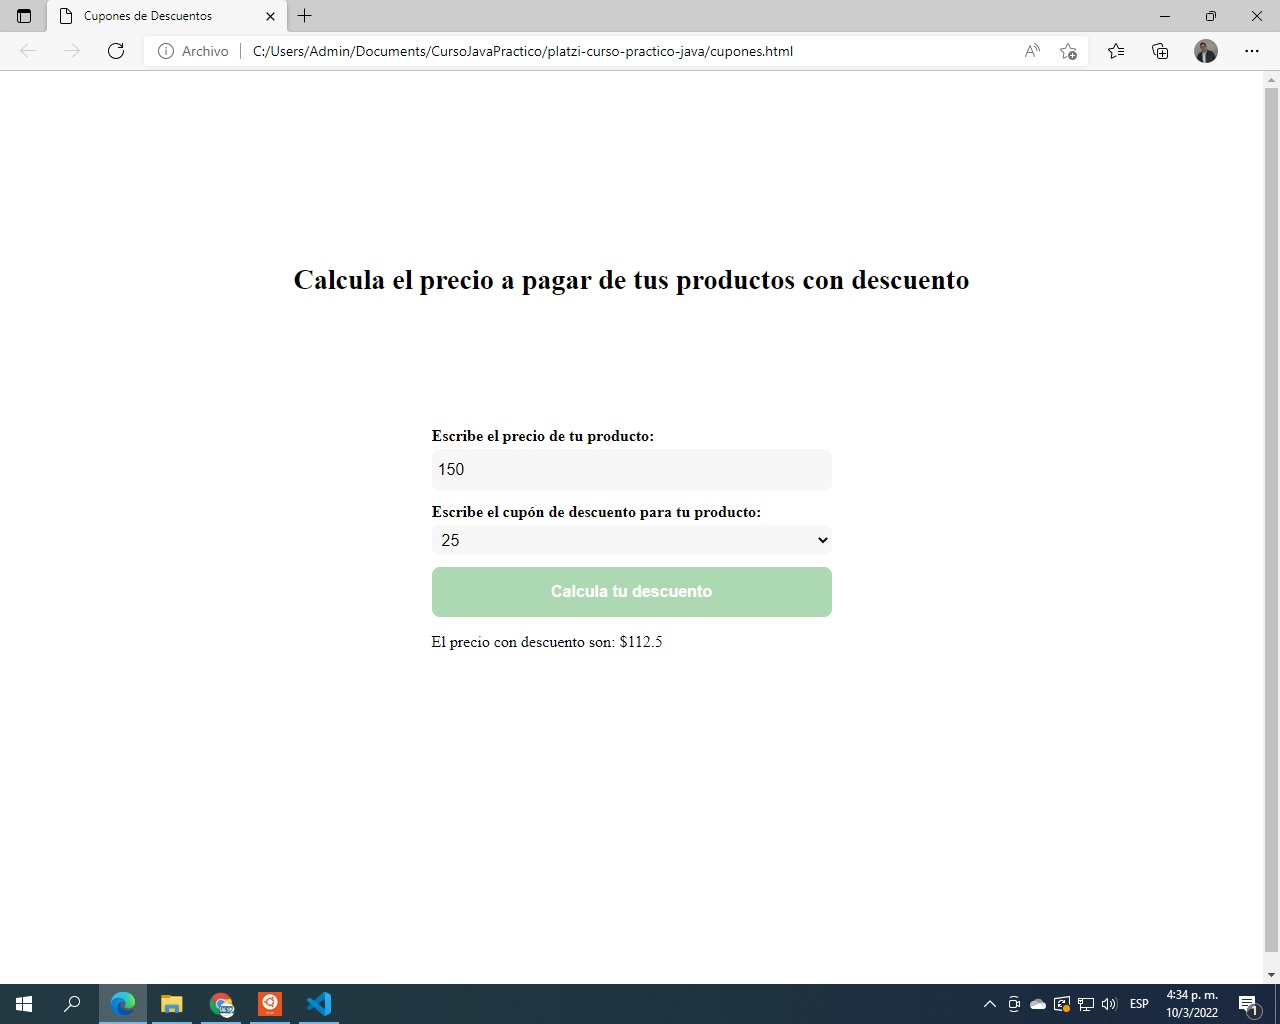 Cupones de Descuentos
Archivo
C:/Users/Admin/Documents/CursoJavaPractico/platzi-curso-practico-java/cupones.html
Calcula el precio a pagar de tus productos con descuento
Escribe el precio de tu producto:
150
Escribe el cupón de descuento para tu producto:
25
Calcula tu descuento
El precio con descuento son: $112.5
ESP
4:34 p. m.
10/3/2022
1